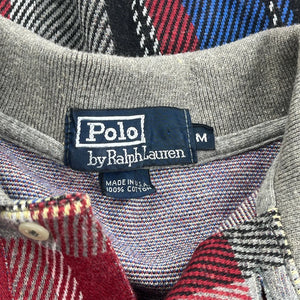 Polo
by Ralph Lauren
M
MADE IN U.S.A.
100% COTTON